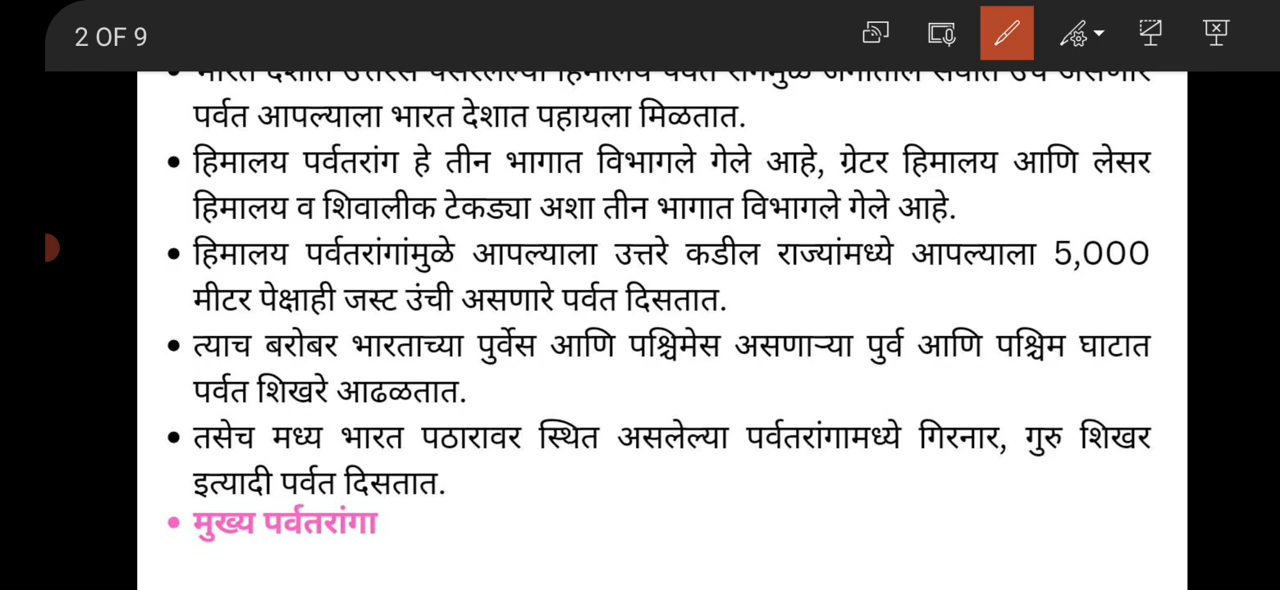 2 OF 9
पर्वत आपल्याला भारत देशात पहायला मिळतात.
• हिमालय पर्वतरांग हे तीन भागात विभागले गेले आहे, ग्रेटर हिमालय आणि लेसर
हिमालय व शिवालीक टेकड्या अशा तीन भागात विभागले गेले आहे.
• हिमालय पर्वतरांगांमुळे आपल्याला उत्तरे कडील राज्यांमध्ये आपल्याला 5,000
मीटर पेक्षाही जस्ट उंची असणारे पर्वत दिसतात.
• त्याच बरोबर भारताच्या पुर्वेस आणि पश्चिमेस असणाऱ्या पुर्व आणि पश्चिम घाटात
पर्वत शिखरे आढळतात.
• तसेच मध्य भारत पठारावर स्थित असलेल्या पर्वतरांगामध्ये गिरनार, गुरु शिखर
इत्यादी पर्वत दिसतात.
• मुख्य पर्वतरांगा